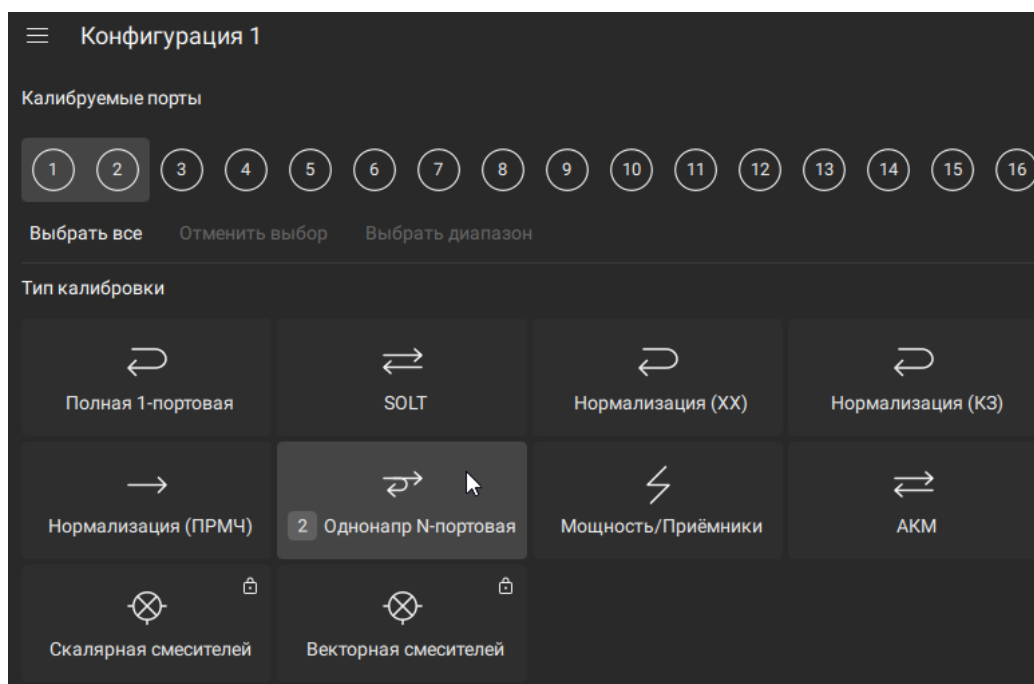 Конфигурация 1
Калибруемые порты
1 2 3 4 5 6 7 8 9 10 11 12 13 14 15 16
Выбрать все Отменить выбор Выбрать диапазон
Тип калибровки
Полная 1-портовая SOLT Нормализация (ХХ) Нормализация (КЗ)
Нормализация (ПРМЧ) 2 Однонапр N-портовая Мощность/Приёмники АКМ
Скалярная смесителей Векторная смесителей